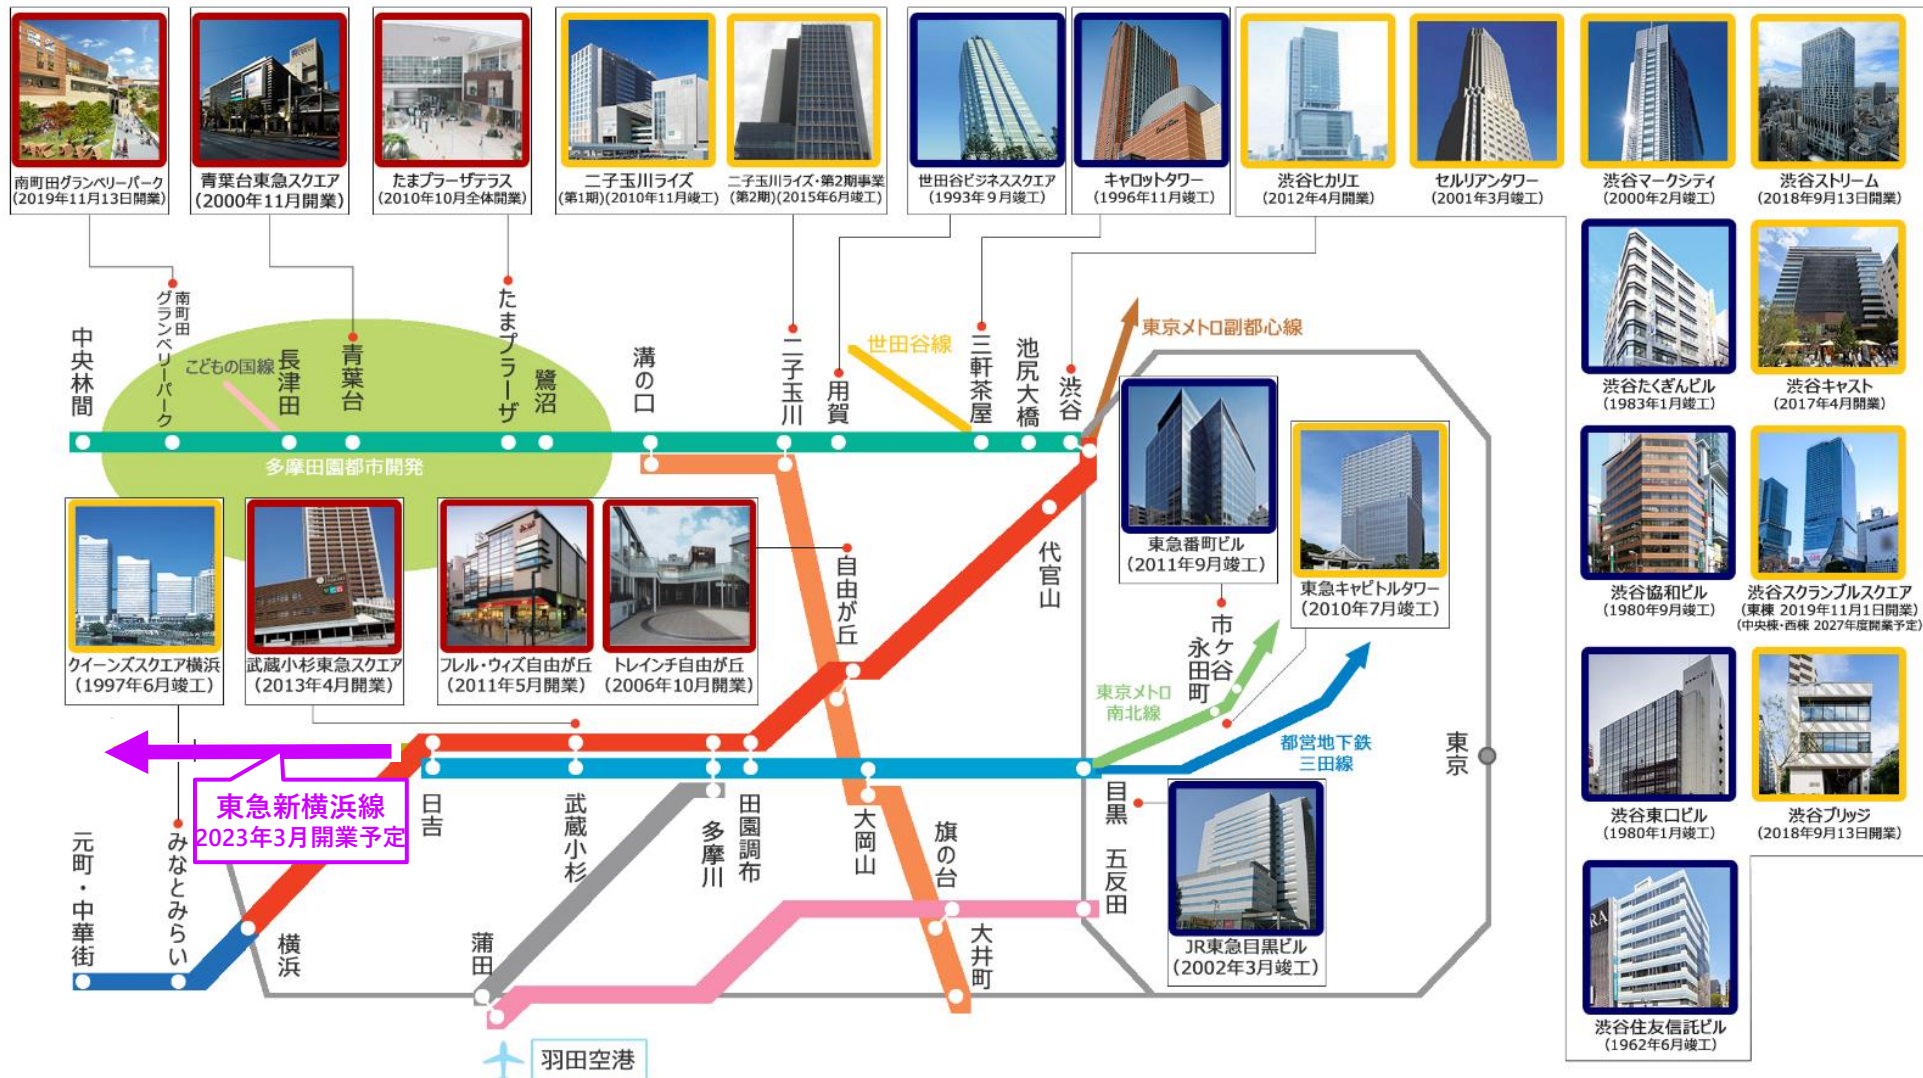 南町田グランベリーパーク
(2019年11月13日開業)
青葉台東急スクエア
(2000年11月開業)
たまプラーザテラス
(2010年10月全体開業)
二子玉川ライズ
(第1期)(2010年11月竣工)
二子玉川ライズ・第2期事業
(第2期)(2015年6月竣工)
世田谷ビジネススクエア
(1993年9月竣工)
キャロットタワー
(1996年11月竣工)
渋谷ヒカリエ
(2012年4月開業)
セルリアンタワー
(2001年3月竣工)
渋谷マークシティ
(2000年2月竣工)
渋谷ストリーム
(2018年9月13日開業)
渋谷たくぎんビル
(1983年1月竣工)
渋谷キャスト
(2017年4月開業)
渋谷協和ビル
(1980年9月竣工)
渋谷スクランブルスクエア
(東棟 2019年11月1日開業)
(中央棟・西棟 2027年度開業予定)
渋谷東口ビル
(1980年1月竣工)
渋谷ブリッジ
(2018年9月13日開業)
渋谷住友信託ビル
(1962年6月竣工)
中央林間
南町田
グランベリーパーク
こどもの国線
長津田
青葉台
たまプラーザ
鷺沼
溝の口
二子玉川
用賀
世田谷線
三軒茶屋
池尻大橋
渋谷
東京メトロ副都心線
多摩田園都市開発
代官山
東急番町ビル
(2011年9月竣工)
東急キャピトルタワー
(2010年7月竣工)
クイーンズスクエア横浜
(1997年6月竣工)
武蔵小杉東急スクエア
(2013年4月開業)
フレル・ウィズ自由が丘
(2011年5月開業)
トレインチ自由が丘
(2006年10月開業)
自由が丘
市ヶ谷
永田町
東京メトロ
南北線
都営地下鉄
三田線
東京
東急新横浜線
2023年3月開業予定
日吉
武蔵小杉
多摩川
田園調布
大岡山
旗の台
目黒
五反田
JR東急目黒ビル
(2002年3月竣工)
元町・中華街
みなとみらい
横浜
蒲田
大井町
羽田空港